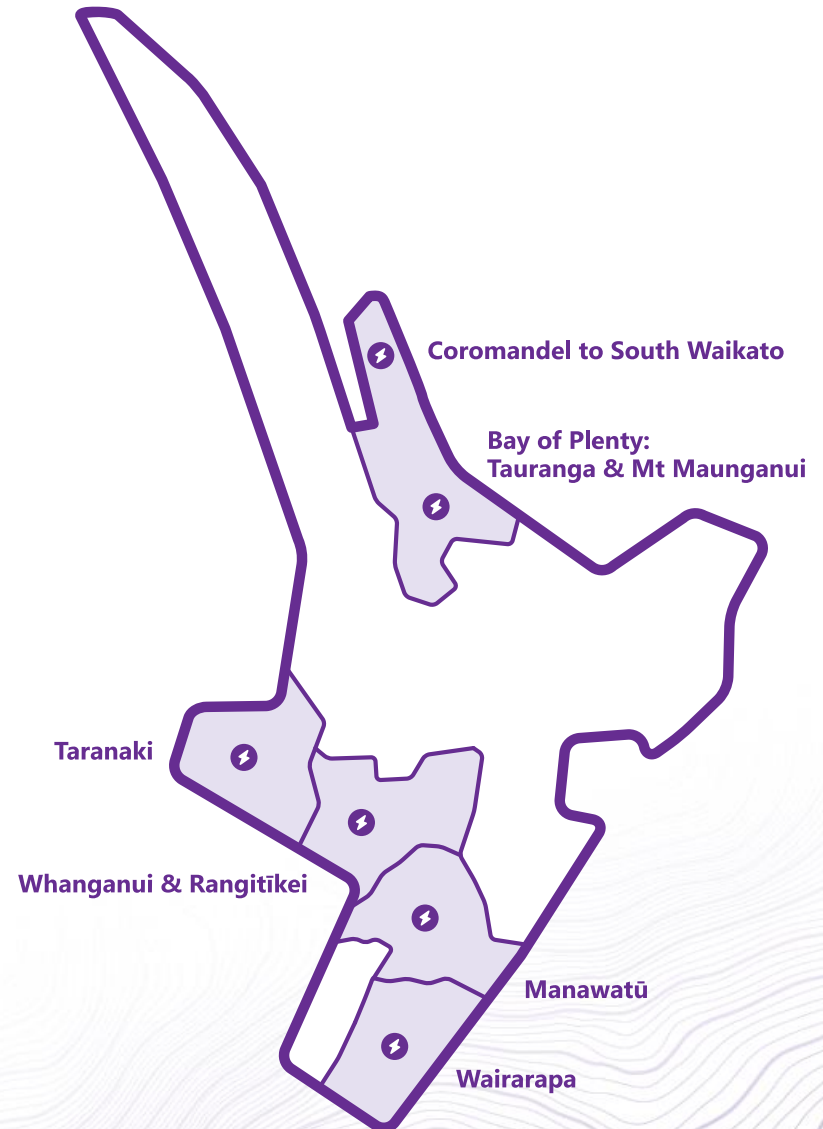 Coromandel to South Waikato
Bay of Plenty:
Tauranga & Mt Maunganui
Taranaki
Whanganui & Rangitīkei
Manawatū
Wairarapa